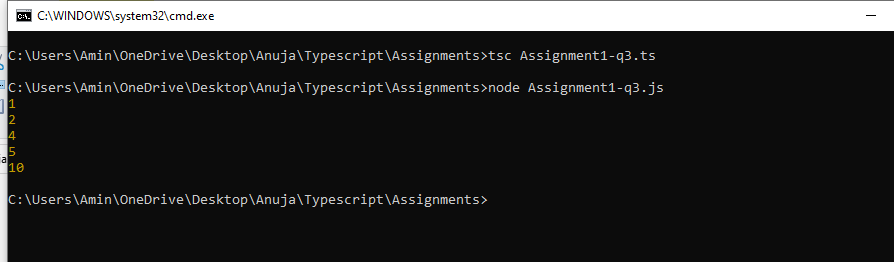 C:\WINDOWS\system32\cmd.exe
C:\Users\Amin\OneDrive\Desktop\Anuja\Typescript\Assignments>tsc Assignment1-q3.ts
C:\Users\Amin\OneDrive\Desktop\Anuja\Typescript\Assignments>node Assignment1-q3.js
1
2
4
5
10
C:\Users\Amin\OneDrive\Desktop\Anuja\Typescript\Assignments>